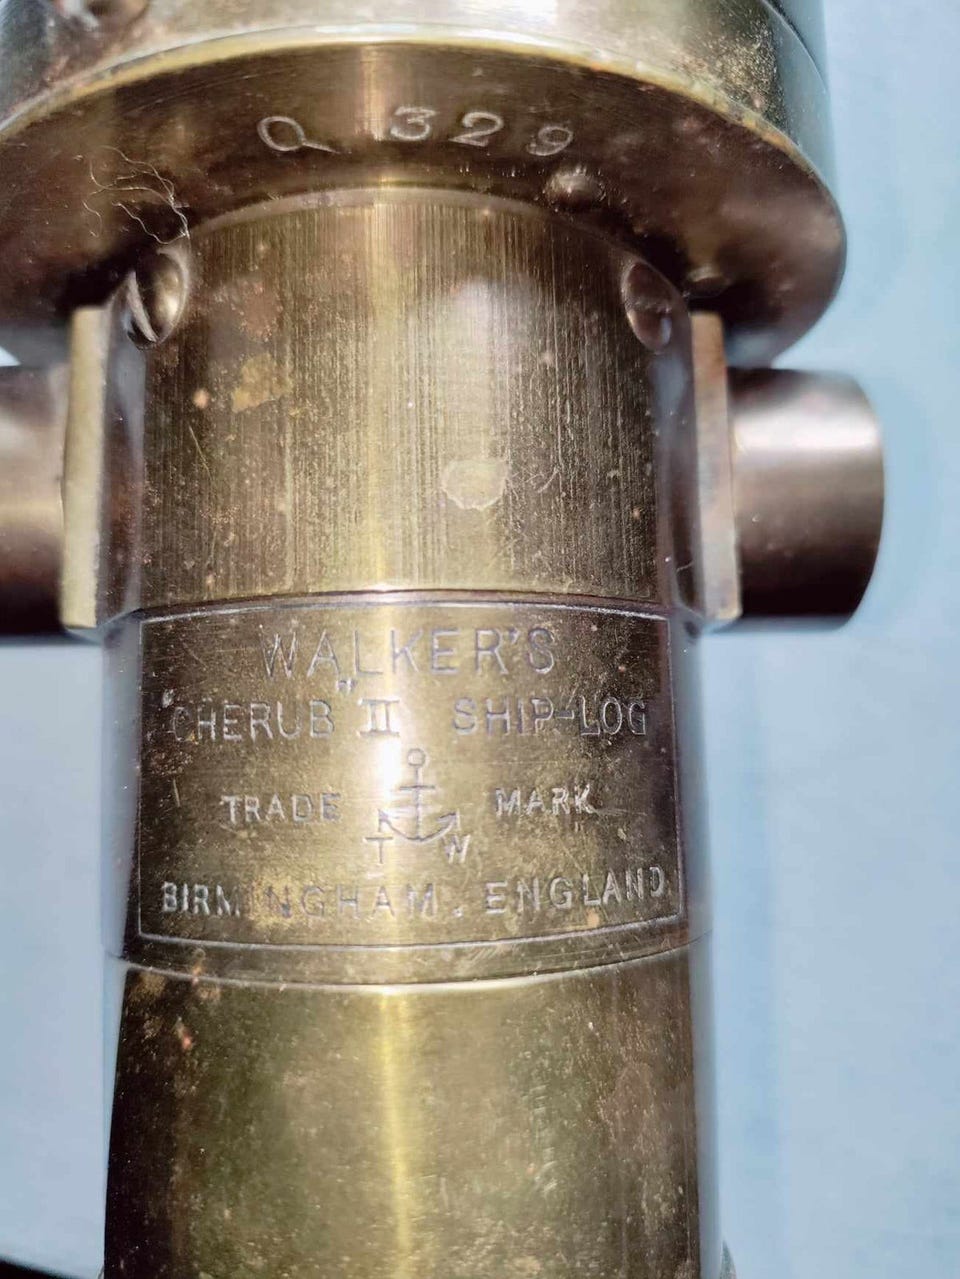 Q 329
WALKER'S
"CHERUB" II SHIP-LOG
TRADE MARK
T W
BIRMINGHAM. ENGLAND